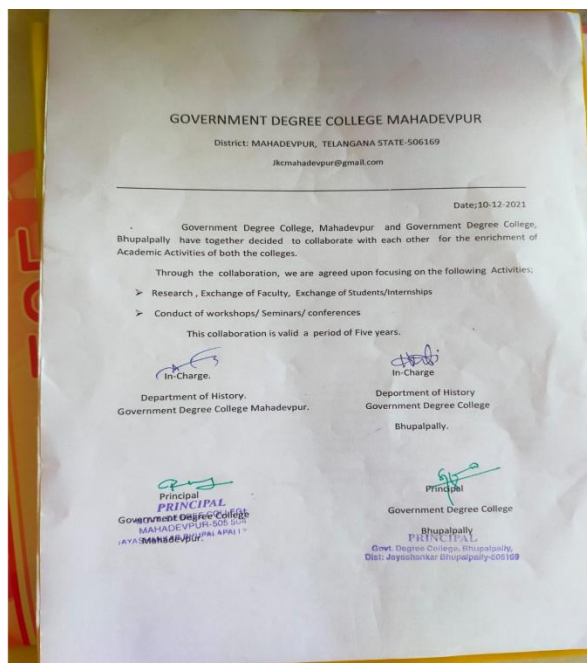 GOVERNMENT DEGREE COLLEGE MAHADEVPUR
District: MAHADEVPUR, TELANGANA STATE-506169
Jkcmahadevpur@gmail.com
Date;10-12-2021
Government Degree College, Mahadevpur and Government Degree College,
Bhupalpally have together decided to collaborate with each other for the enrichment of
Academic Activities of both the colleges.
Through the collaboration, we are agreed upon focusing on the following Activities;
➢ Research , Exchange of Faculty, Exchange of Students/Internships
➢ Conduct of workshops/ Seminars/ conferences
This collaboration is valid a period of Five years.
In-Charge.
Department of History.
Government Degree College Mahadevpur.
In-Charge
Department of History
Government Degree College
Bhupalpally.
Principal
PRINCIPAL
Government Degree College
MAHADEVPUR-505 504
Mahadevpur.
Principal
Government Degree College
Bhupalpally
PRINCIPAL
Govt. Degree College, Bhupalpally,
Dist: Jayashankar Bhupalpally-506169